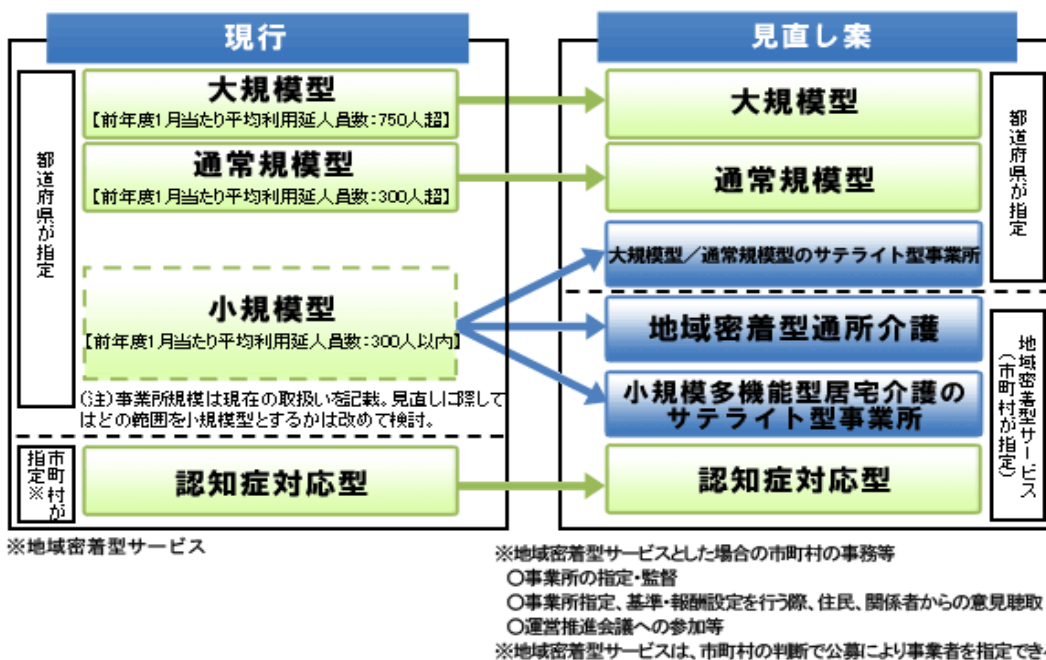 現行
都道府県が指定
大規模型
【前年度1月当たり平均利用延人員数:750人超】
通常規模型
【前年度1月当たり平均利用延人員数:300人超】
小規模型
【前年度1月当たり平均利用延人員数:300人以内】
(注)事業所規模は現在の取扱いを記載。見直しに際して
はどの範囲を小規模型とするかは改めて検討。
市町村が
指定※
認知症対応型
※地域密着型サービス
見直し案
大規模型
通常規模型
大規模型/通常規模型のサテライト型事業所
都道府県が指定
地域密着型通所介護
小規模多機能型居宅介護の
サテライト型事業所
認知症対応型
地域密着型サービス
(市町村が指定)
※地域密着型サービスとした場合の市町村の事務等
○事業所の指定・監督
○事業所指定、基準・報酬設定を行う際、住民、関係者からの意見聴取
○運営推進会議への参加等
※地域密着型サービスは、市町村の判断で公募により事業者を指定でき